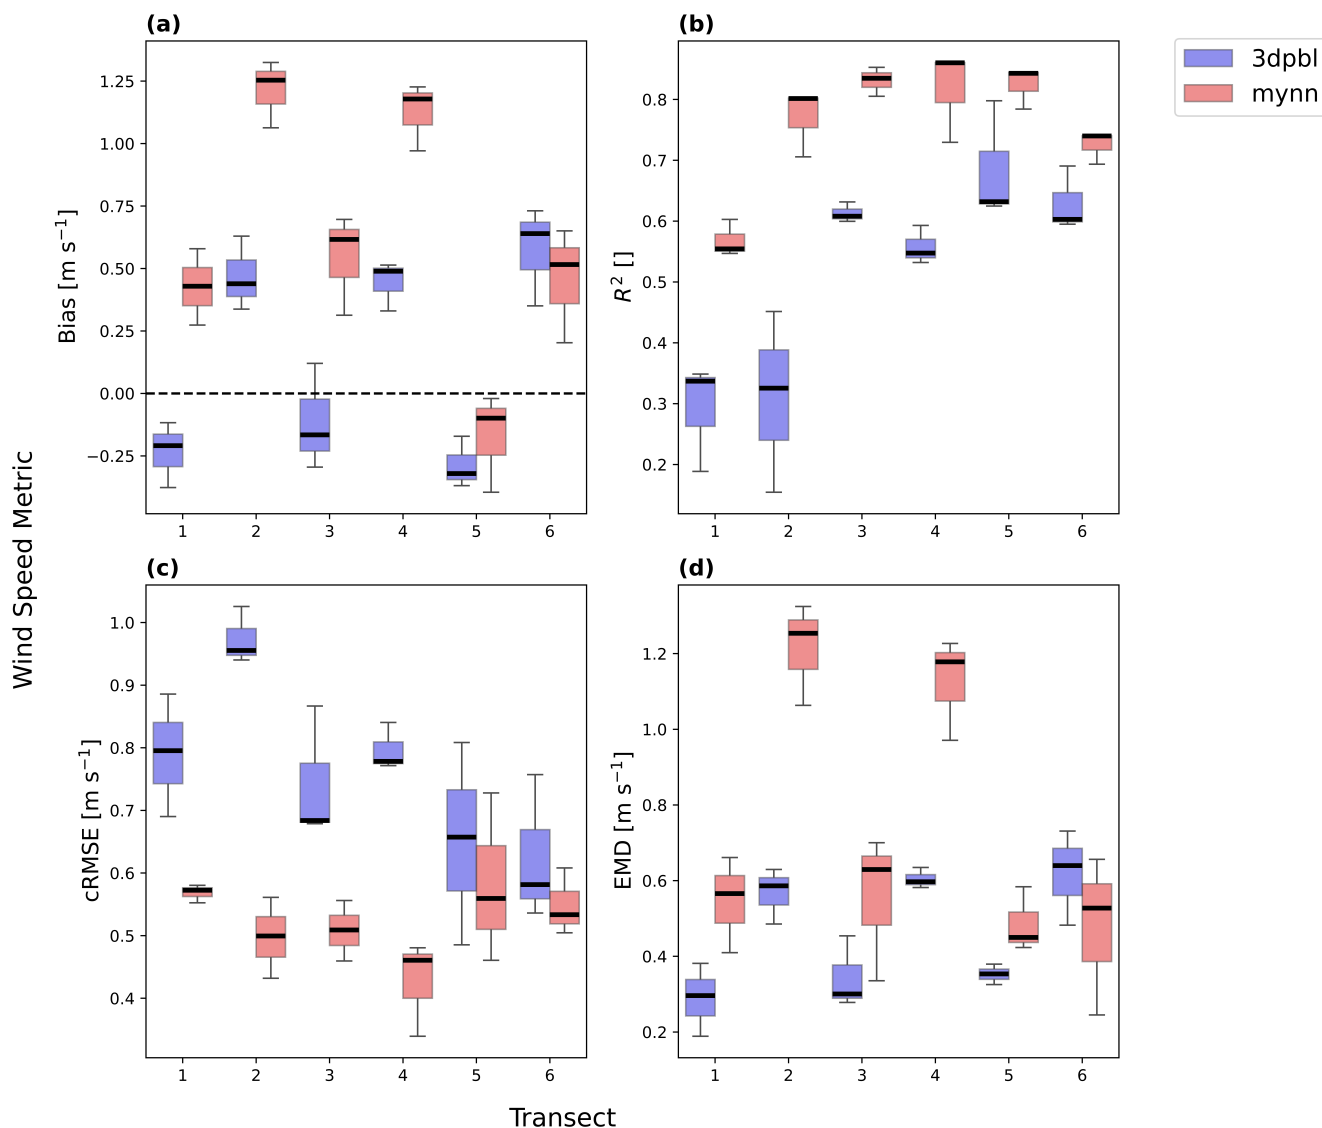 (a)
1.25
1.00
0.75
0.50
0.25
0.00
−0.25
Bias [m s⁻¹]
1 2 3 4 5 6
(b)
0.8
0.7
0.6
0.5
0.4
0.3
0.2
R² []
1 2 3 4 5 6
3dpbl
mynn
Wind Speed Metric
(c)
1.0
0.9
0.8
0.7
0.6
0.5
0.4
cRMSE [m s⁻¹]
1 2 3 4 5 6
(d)
1.2
1.0
0.8
0.6
0.4
0.2
EMD [m s⁻¹]
1 2 3 4 5 6
Transect